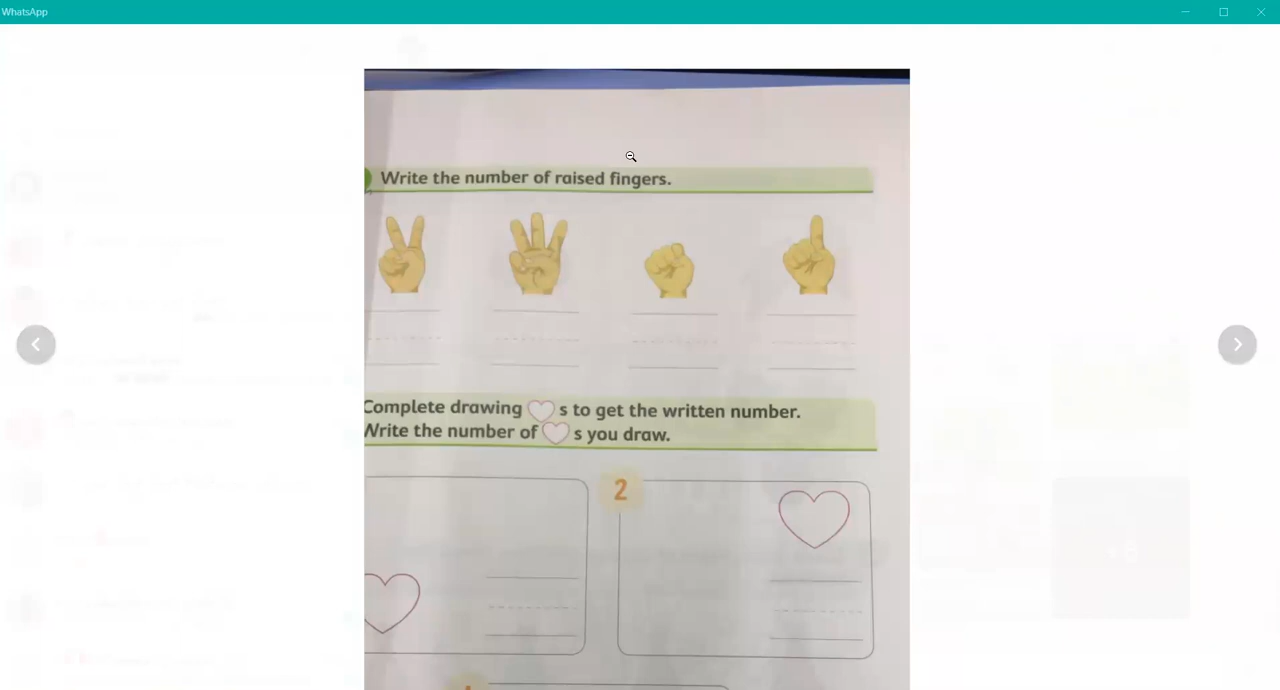 WhatsApp
Write the number of raised fingers.
Complete drawing s to get the written number.
Write the number of s you draw.
2